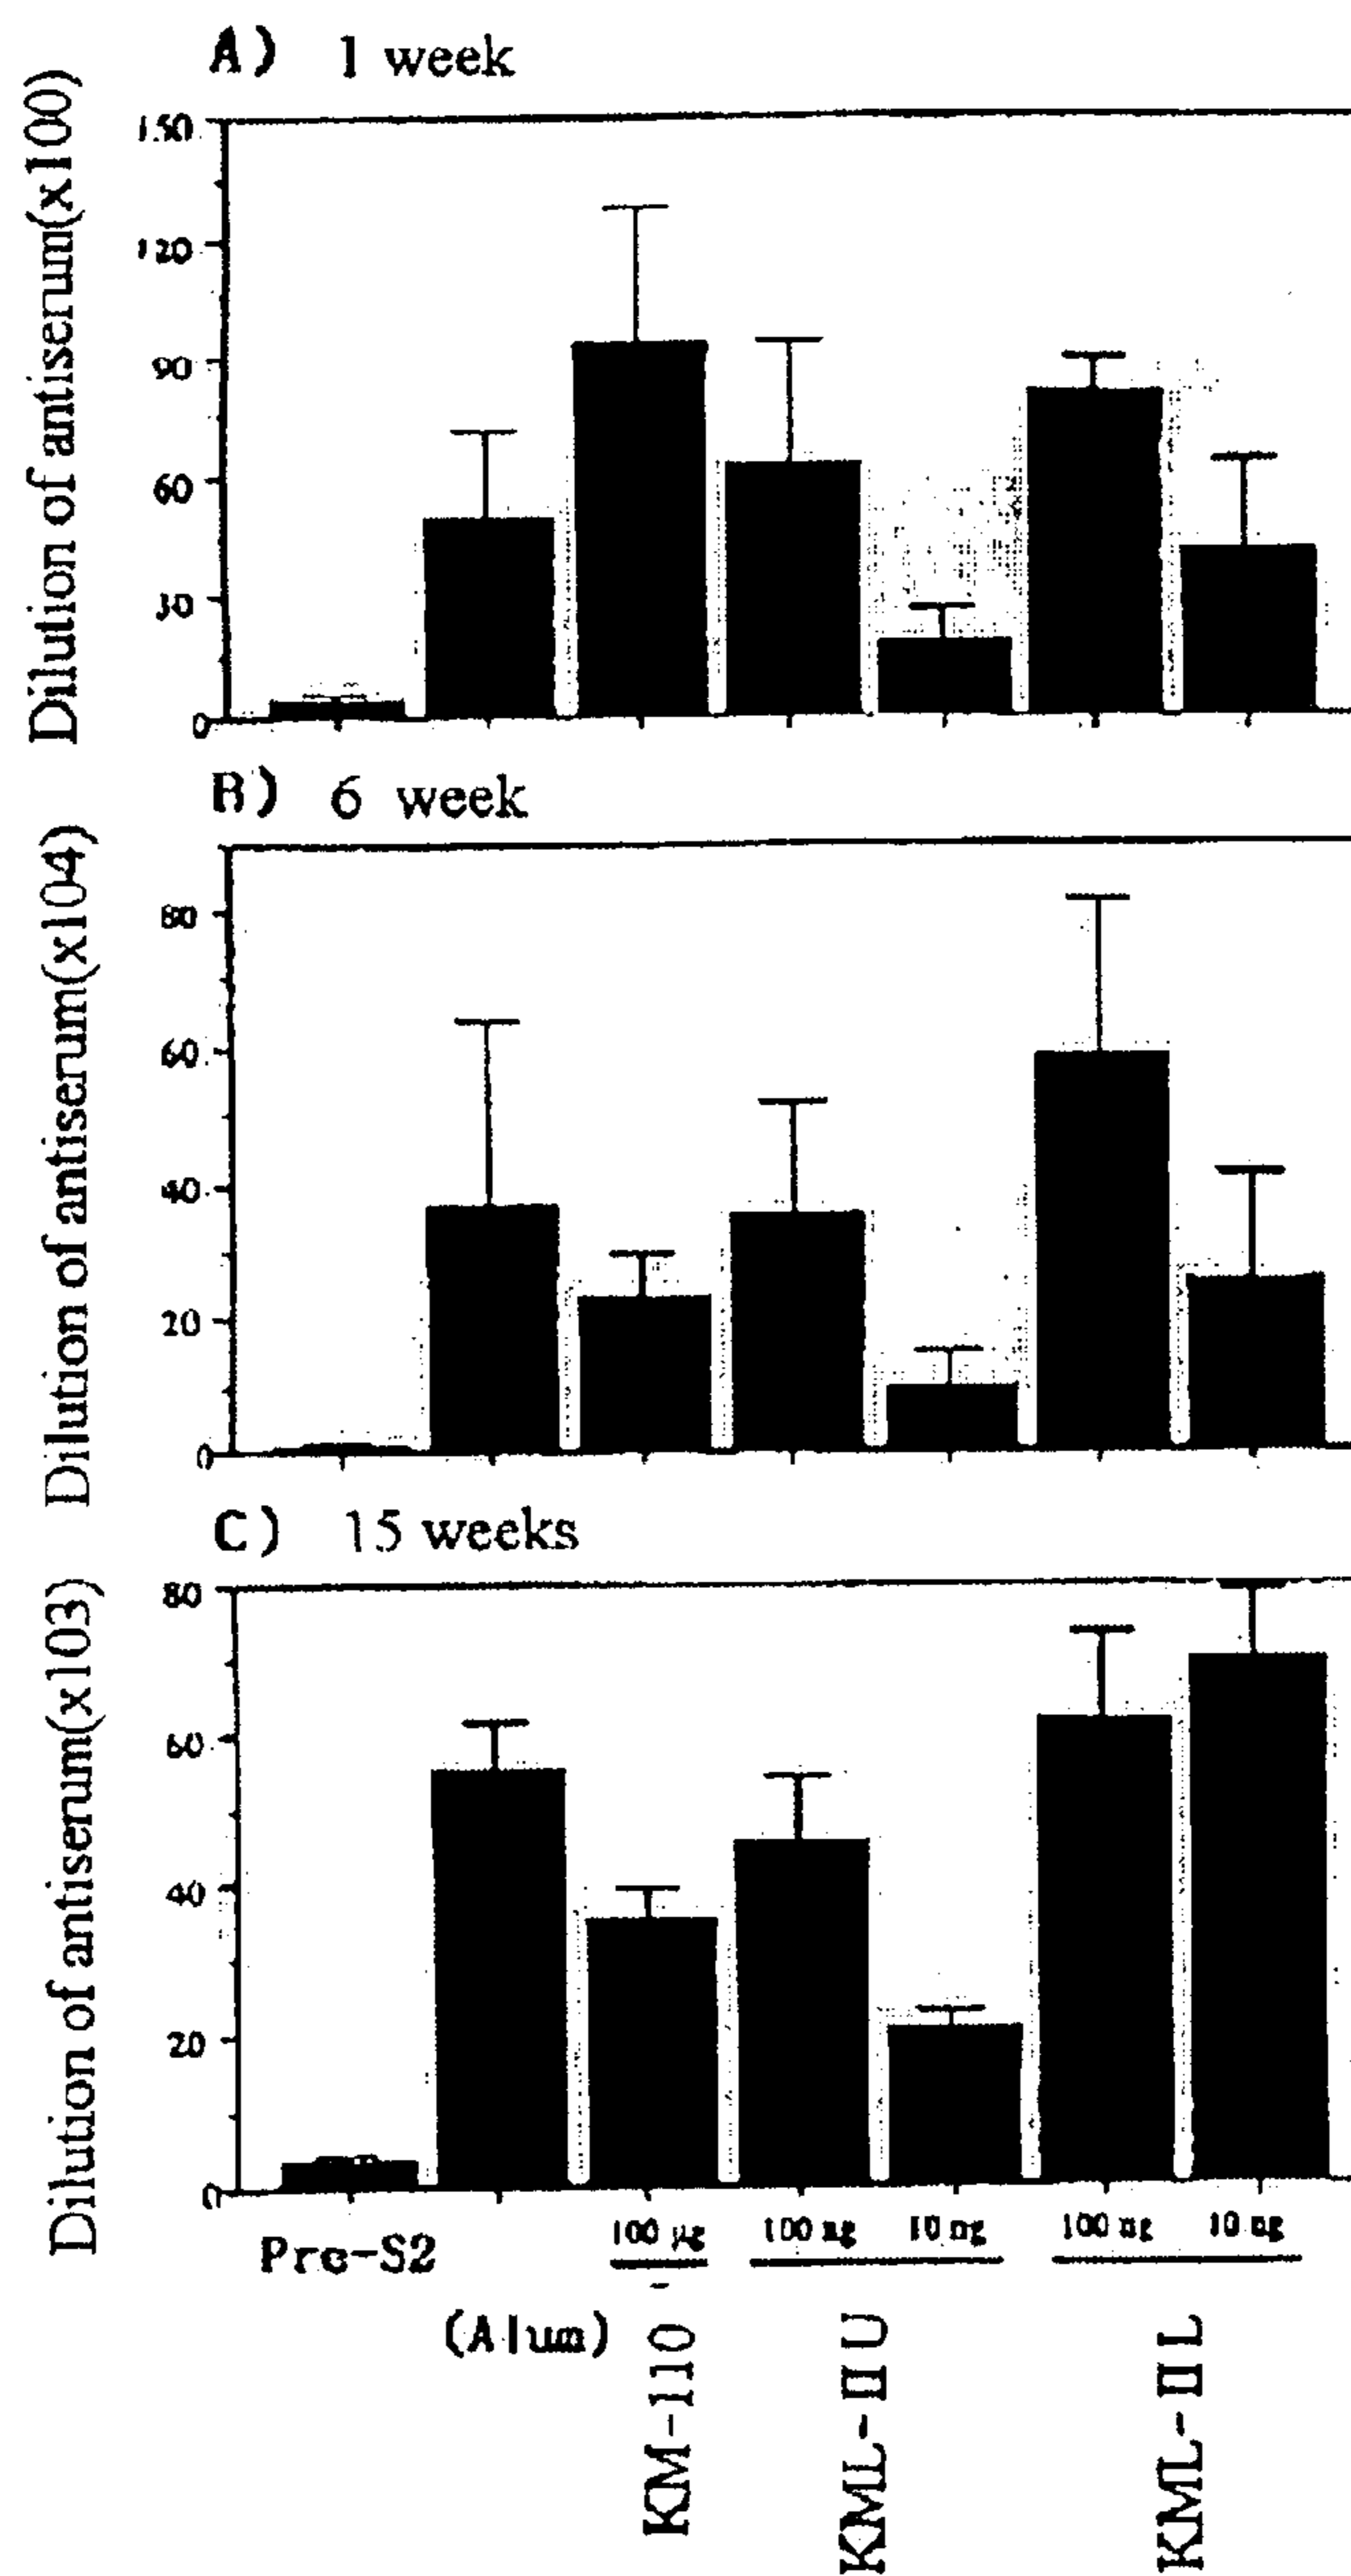 A) 1 week
Dilution of antiserum(x100)
150
120
90
60
30
0
B) 6 week
Dilution of antiserum(x104)
80
60
40
20
0
C) 15 weeks
Dilution of antiserum(x103)
80
60
40
20
0
Pre-S2
(Alum)
100 µg
100 ng
10 ng
100 ng
10 ng
KM-110
KML-IIU
KML-IIL